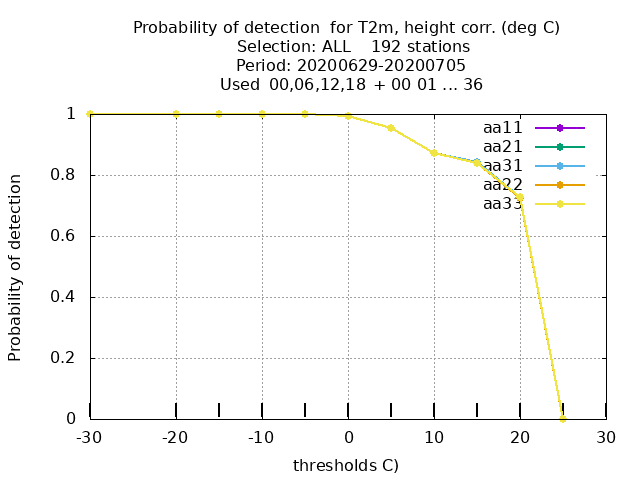 Probability of detection  for T2m, height corr. (deg C)
Selection: ALL    192 stations
Period: 20200629-20200705
Used  00,06,12,18  + 00 01 ... 36
Probability of detection
1
0.8
0.6
0.4
0.2
0
aa11
aa21
aa31
aa22
aa33
-30
-20
-10
0
10
20
30
thresholds C)